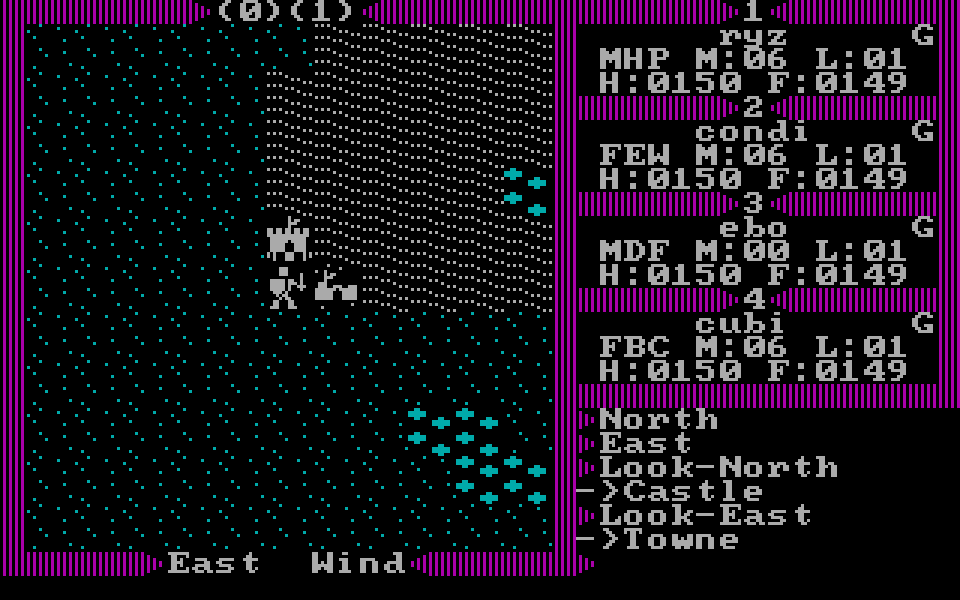 (0)(1)
East Wind
1
ryz G
MHP M:06 L:01
H:0150 F:0149
2
condi G
FEW M:06 L:01
H:0150 F:0149
3
ebo G
MDF M:00 L:01
H:0150 F:0149
4
cubi G
FBC M:06 L:01
H:0150 F:0149
North
East
Look-North
->Castle
Look-East
->Towne